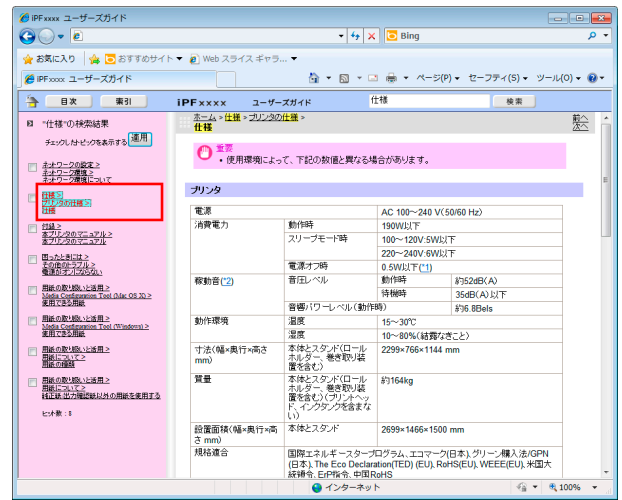 iPFxxxx ユーザーズガイド
Bing
お気に入り おすすめサイト ▼ Web スライス ギャラ... ▼
iPFxxxx ユーザーズガイド
ページ(P) ▼ セーフティ(S) ▼ ツール(O) ▼
目次 索引 iPFxxxx ユーザーズガイド 仕様 検索
"仕様"の検索結果
チェックしたトピックを表示する 適用
ネットワークの設定 >
ネットワーク環境 >
ネットワーク環境について
仕様 >
プリンタの仕様 >
仕様
付録 >
本プリンタのマニュアル >
本プリンタのマニュアル
困ったときには >
その他のトラブル >
電源がオンにならない
用紙の取り扱いと活用 >
Media Configuration Tool (Mac OS X) >
使用できる用紙
用紙の取り扱いと活用 >
Media Configuration Tool (Windows) >
使用できる用紙
用紙の取り扱いと活用 >
用紙について >
用紙の種類
用紙の取り扱いと活用 >
用紙について >
純正紙·出力確認紙以外の用紙を使用する
ヒット数 : 8
ホーム > 仕様 > プリンタの仕様 >
仕様
前へ
次へ
重要
• 使用環境によって、下記の数値と異なる場合があります。
プリンタ
電源 AC 100～240 V(50/60 Hz)
消費電力 動作時 190W以下
スリープモード時 100～120V:5W以下
220～240V:6W以下
電源オフ時 0.5W以下(*1)
稼動音(*2) 音圧レベル 動作時 約52dB(A)
待機時 35dB(A)以下
音響パワーレベル(動作時) 約6.8Bels
動作環境 温度 15～30℃
湿度 10～80%(結露なきこと)
寸法(幅×奥行×高さ mm) 本体とスタンド(ロールホルダー、巻き取り装置を含む) 2299×766×1144 mm
質量 本体とスタンド(ロールホルダー、巻き取り装置を含む)(プリントヘッド、インクタンクを含まない) 約164kg
設置面積(幅×奥行×高さ mm) 本体とスタンド 2699×1466×1500 mm
規格適合 国際エネルギースタープログラム、エコマーク(日本)、グリーン購入法/GPN
(日本)、The Eco Declaration(TED) (EU)、RoHS(EU)、WEEE(EU)、米国大
統領令、ErP指令、中国RoHS
インターネット 100%